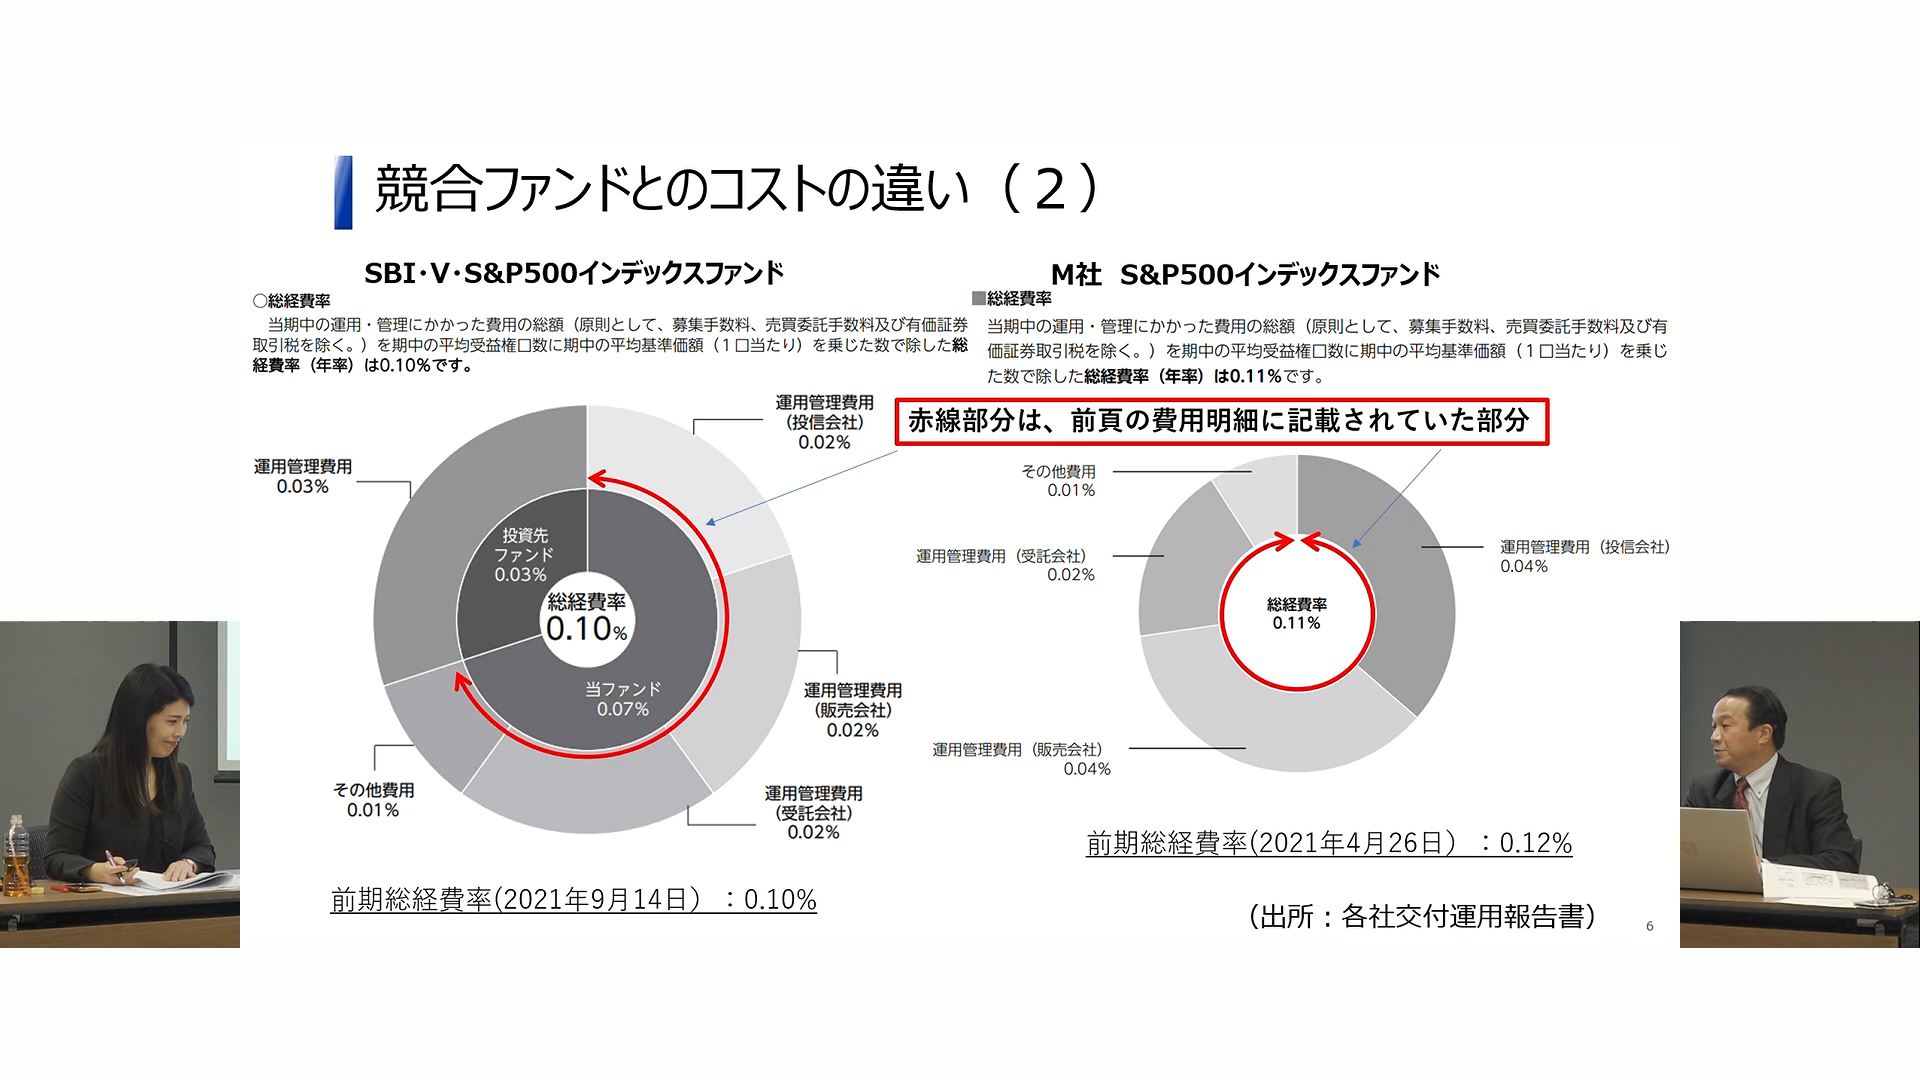 競合ファンドとのコストの違い（２）
SBI・V・S&P500インデックスファンド
○総経費率
当期中の運用・管理にかかった費用の総額（原則として、募集手数料、売買委託手数料及び有価証券
取引税を除く。）を期中の平均受益権口数に期中の平均基準価額（１口当たり）を乗じた数で除した総
経費率（年率）は0.10%です。
運用管理費用
（投信会社）
0.02%
運用管理費用
0.03%
投資先
ファンド
0.03%
総経費率
0.10%
当ファンド
0.07%
運用管理費用
（販売会社）
0.02%
その他費用
0.01%
運用管理費用
（受託会社）
0.02%
前期総経費率(2021年9月14日）：0.10%
M社 S&P500インデックスファンド
■総経費率
当期中の運用・管理にかかった費用の総額（原則として、募集手数料、売買委託手数料及び有
価証券取引税を除く。）を期中の平均受益権口数に期中の平均基準価額（１口当たり）を乗じ
た数で除した総経費率（年率）は0.11%です。
赤線部分は、前頁の費用明細に記載されていた部分
その他費用
0.01%
運用管理費用（受託会社）
0.02%
運用管理費用（投信会社）
0.04%
総経費率
0.11%
運用管理費用（販売会社）
0.04%
前期総経費率(2021年4月26日）：0.12%
（出所：各社交付運用報告書）
6